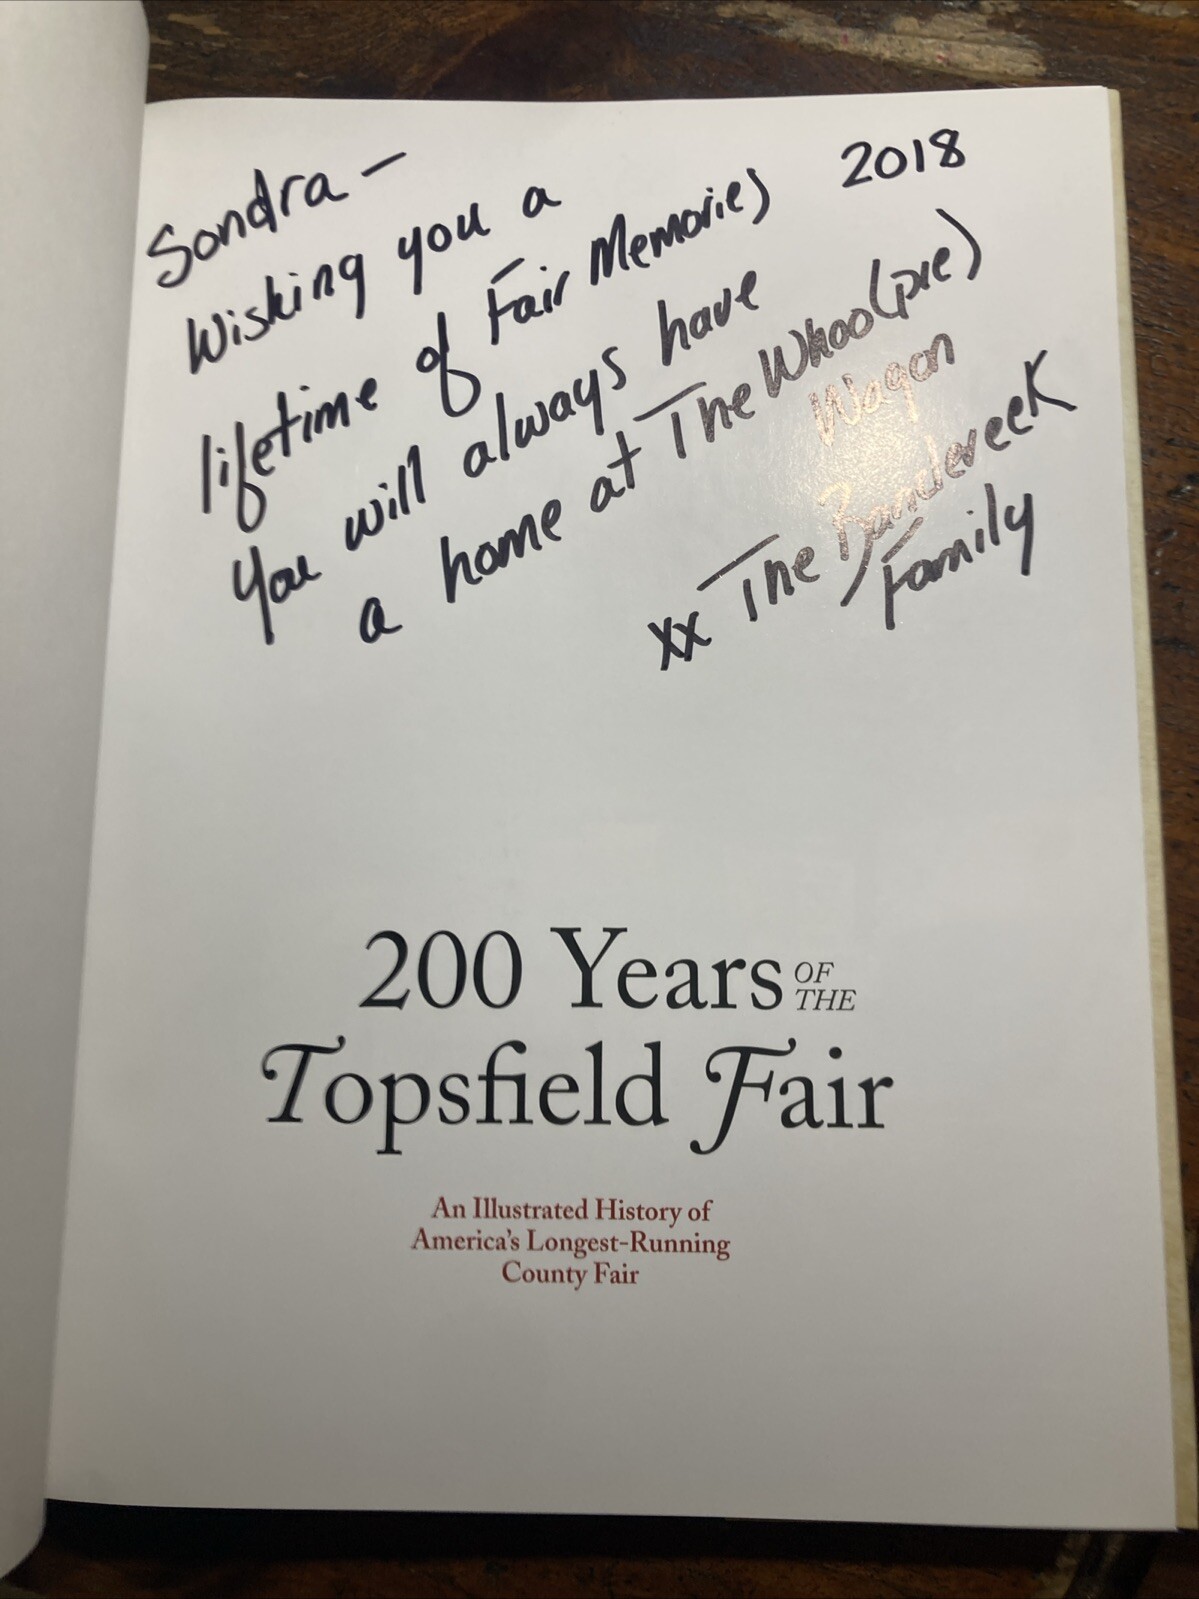 Sondra — 2018
Wishing you a
lifetime of Fair Memories
You will always have
a home at The Whoo(pie)
Wagon
xx The
Family
200 Years OF THE
Topsfield Fair
An Illustrated History of
America's Longest-Running
County Fair